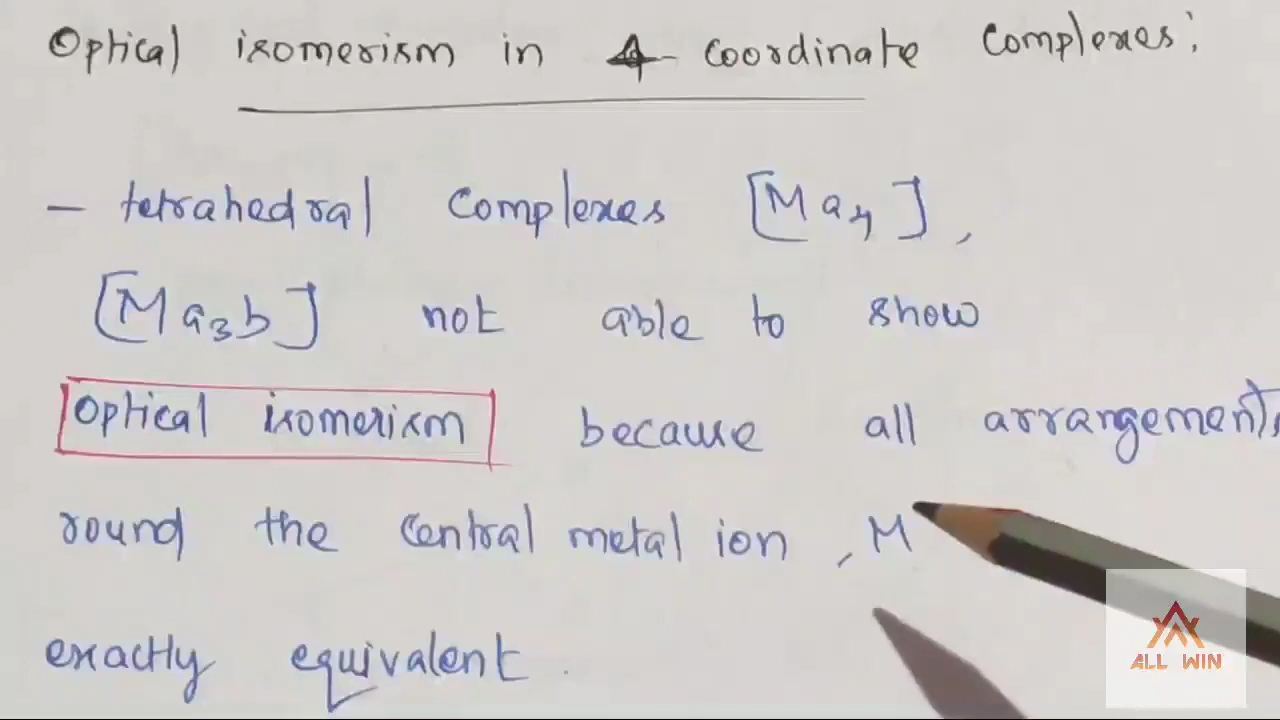 Optical isomerism in 4 coordinate complexes:
- tetrahedral complexes [Ma₄],
[Ma₃b] not able to show
Optical isomerism because all arrangements
round the central metal ion, M
exactly equivalent.
ALL WIN